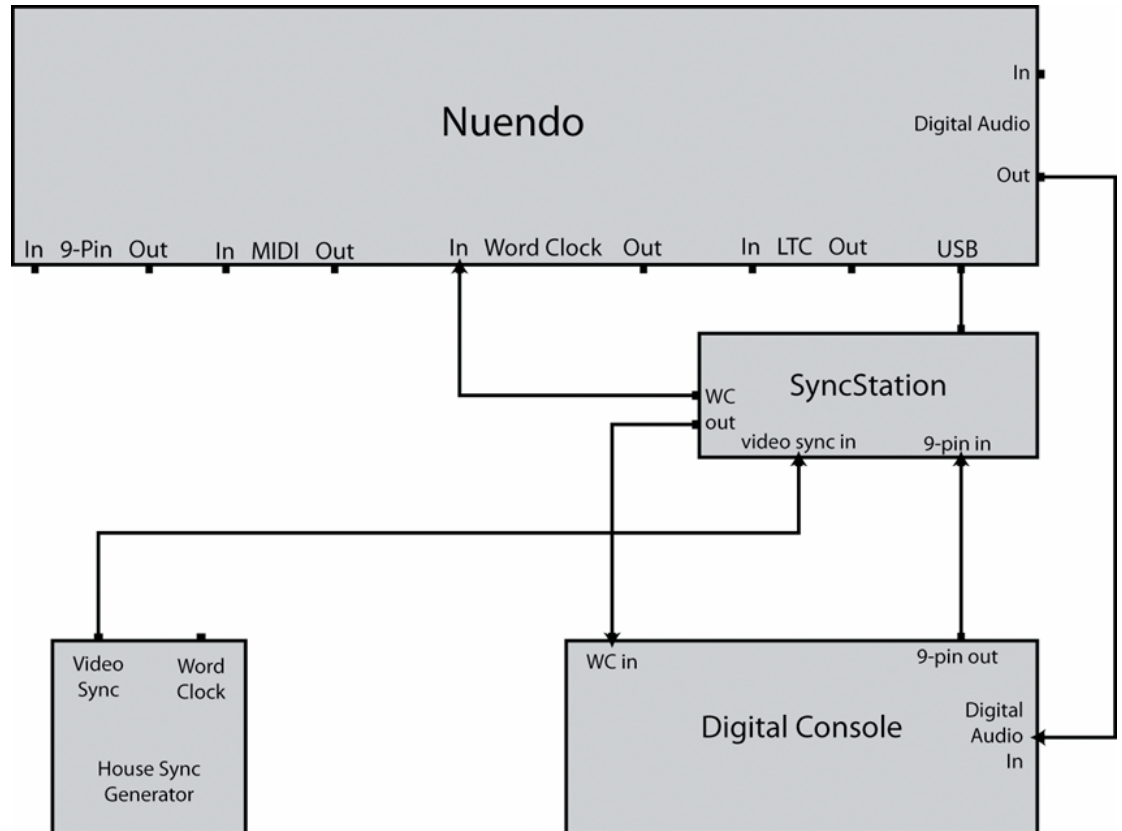 In
Nuendo
Digital Audio
Out
In 9-Pin Out In MIDI Out In Word Clock Out In LTC Out USB
SyncStation
WC
out
video sync in 9-pin in
Video
Sync
Word
Clock
House Sync
Generator
WC in
9-pin out
Digital Console
Digital
Audio
In